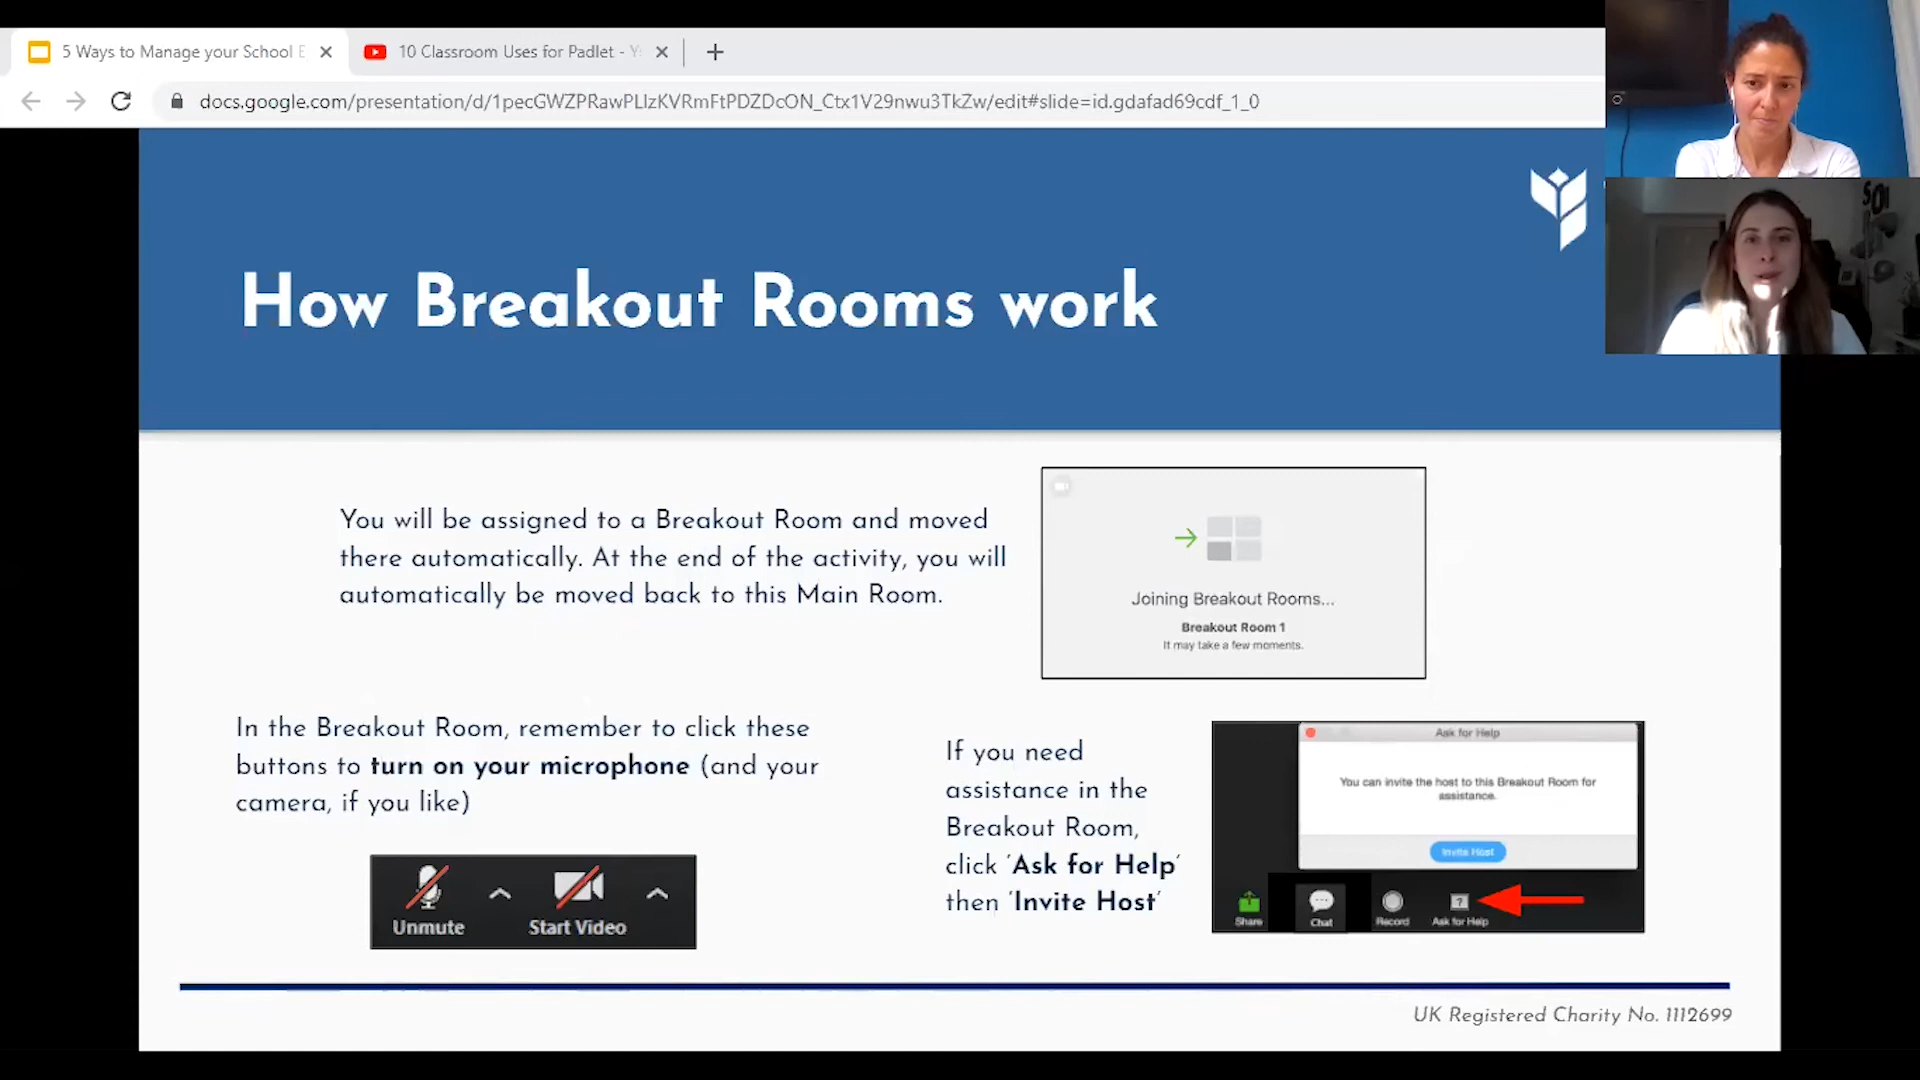 5 Ways to Manage your School E
10 Classroom Uses for Padlet - Y
docs.google.com/presentation/d/1pecGWZPRawPLIzKVRmFtPDZDcON_Ctx1V29nwu3TkZw/edit#slide=id.gdafad69cdf_1_0
How Breakout Rooms work
You will be assigned to a Breakout Room and moved
there automatically. At the end of the activity, you will
automatically be moved back to this Main Room.
Joining Breakout Rooms...
Breakout Room 1
It may take a few moments.
In the Breakout Room, remember to click these
buttons to turn on your microphone (and your
camera, if you like)
Unmute
Start Video
If you need
assistance in the
Breakout Room,
click ‘Ask for Help‘
then ‘Invite Host’
Ask for Help
You can invite the host to this Breakout Room for
assistance.
Invite Host
Share
Chat
Record
Ask for Help
UK Registered Charity No. 1112699